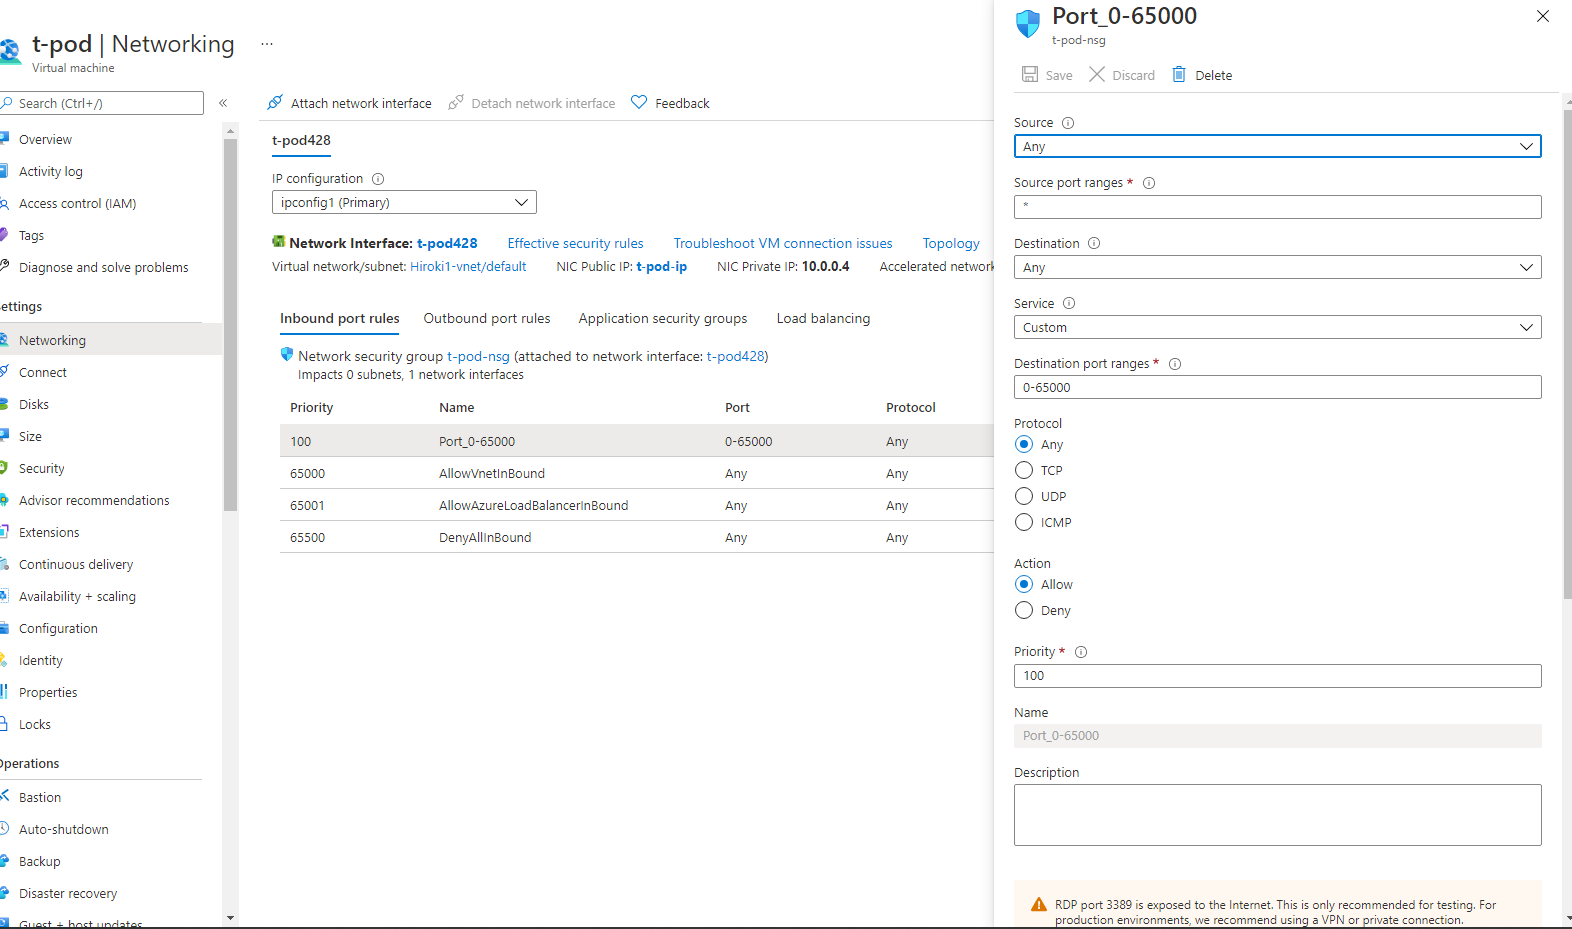 t-pod | Networking ...
Virtual machine
Search (Ctrl+/)
«
Overview
Activity log
Access control (IAM)
Tags
Diagnose and solve problems
ettings
Networking
Connect
Disks
Size
Security
Advisor recommendations
Extensions
Continuous delivery
Availability + scaling
Configuration
Identity
Properties
Locks
Operations
Bastion
Auto-shutdown
Backup
Disaster recovery
Guest + host updates
Attach network interface Detach network interface Feedback
t-pod428
IP configuration
ipconfig1 (Primary)
Network Interface: t-pod428 Effective security rules Troubleshoot VM connection issues Topology
Virtual network/subnet: Hiroki1-vnet/default NIC Public IP: t-pod-ip NIC Private IP: 10.0.0.4 Accelerated network
Inbound port rules Outbound port rules Application security groups Load balancing
Network security group t-pod-nsg (attached to network interface: t-pod428)
Impacts 0 subnets, 1 network interfaces
Priority Name Port Protocol
100 Port_0-65000 0-65000 Any
65000 AllowVnetInBound Any Any
65001 AllowAzureLoadBalancerInBound Any Any
65500 DenyAllInBound Any Any
Port_0-65000
t-pod-nsg
Save Discard Delete
Source
Any
Source port ranges *
*
Destination
Any
Service
Custom
Destination port ranges *
0-65000
Protocol
Any
TCP
UDP
ICMP
Action
Allow
Deny
Priority *
100
Name
Port_0-65000
Description
RDP port 3389 is exposed to the Internet. This is only recommended for testing. For
production environments, we recommend using a VPN or private connection.